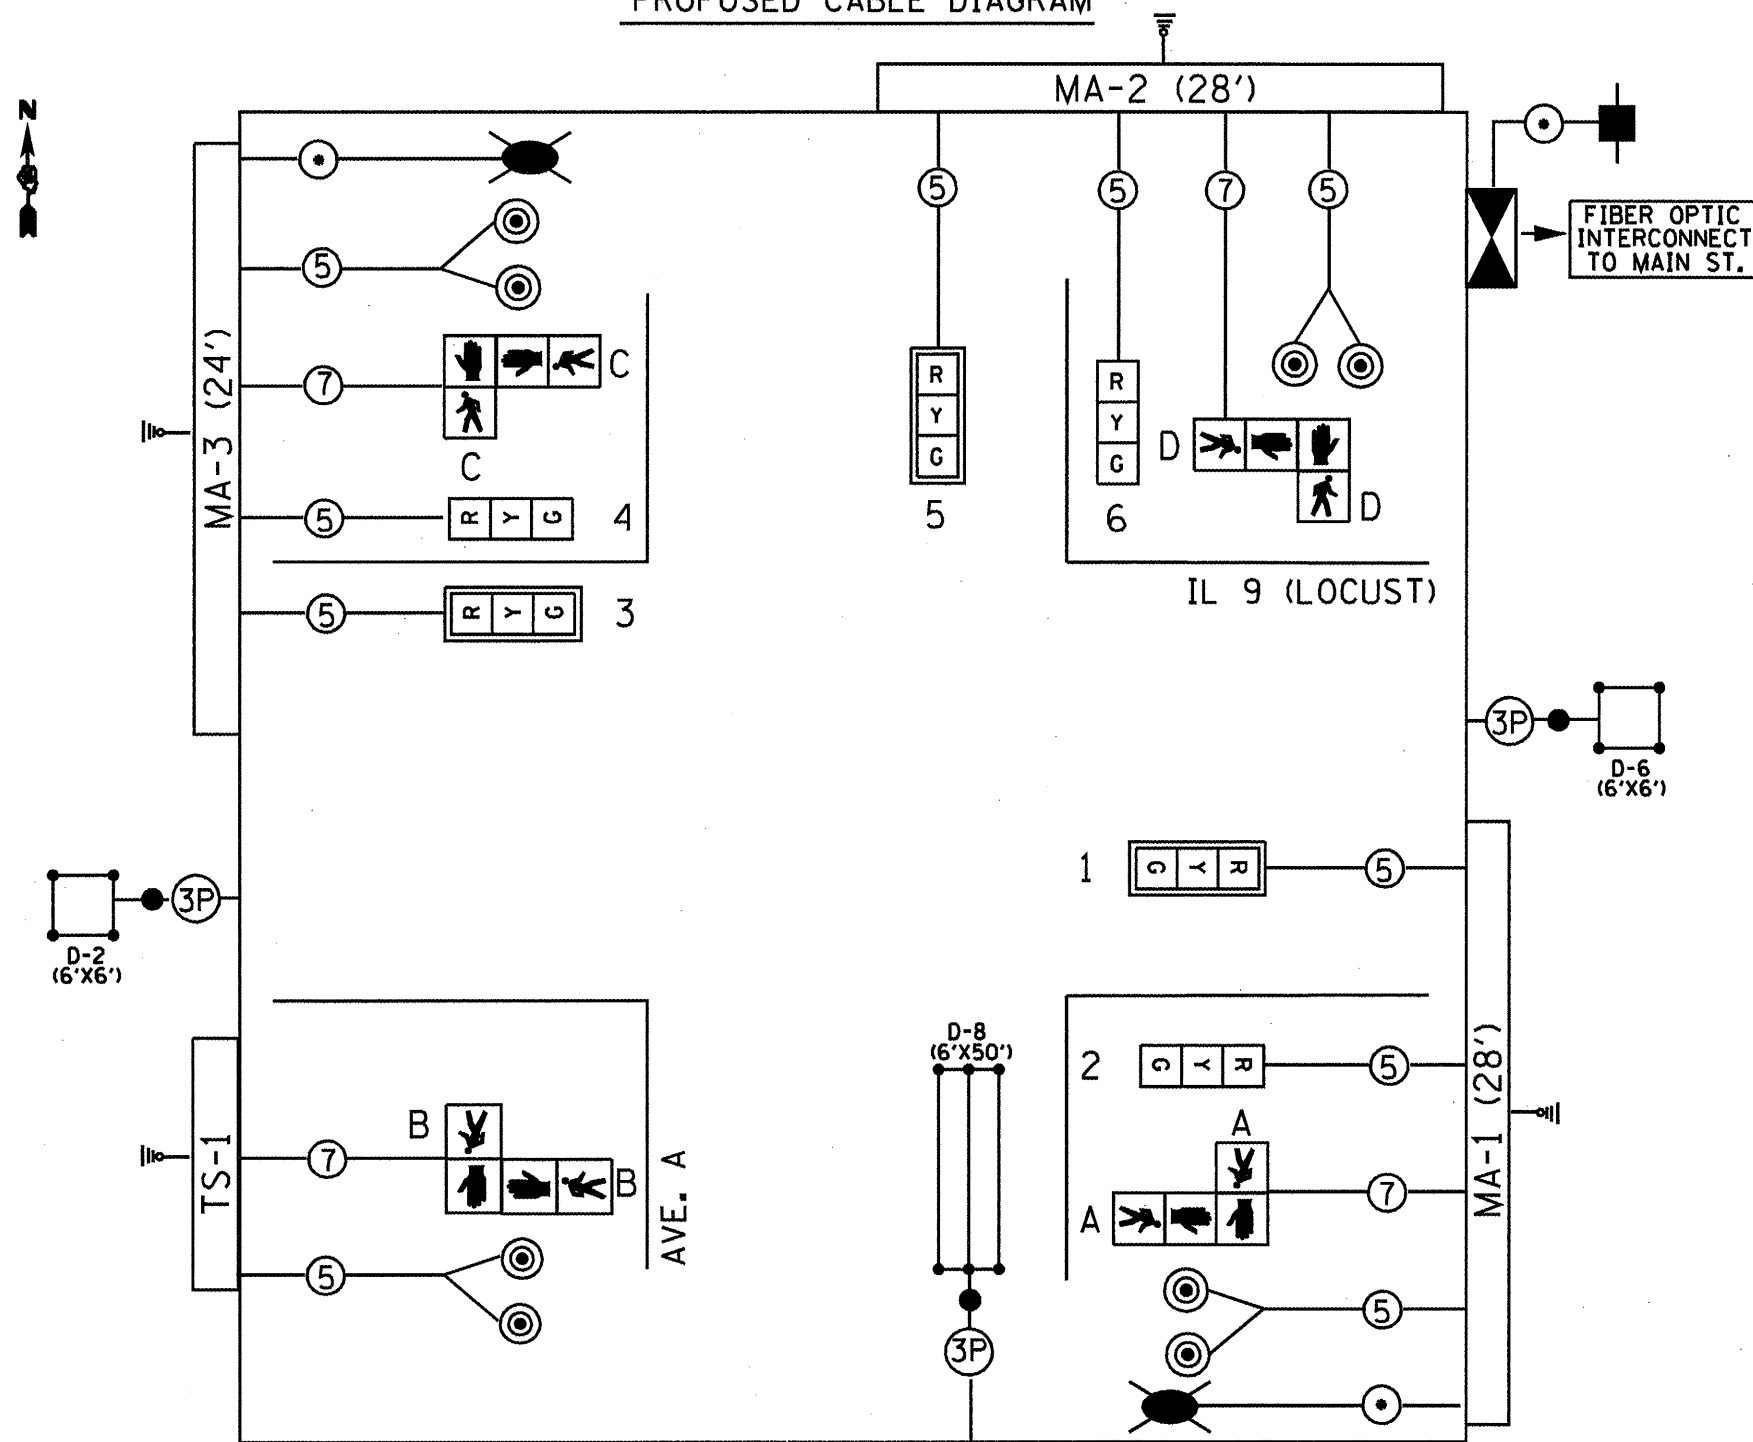 PROPOSED CABLE DIAGRAM
MA-2 (28')
N
5
5
7
5
FIBER OPTIC
INTERCONNECT
TO MAIN ST.
MA-3 (24')
5
7
C
C
5
R Y G
4
5
R Y G
3
R
Y
G
5
R
Y
G
6
D
D
IL 9 (LOCUST)
3P
D-6
(6'X6')
1
G Y R
5
3P
D-2
(6'X6')
2
G Y R
5
MA-1 (28')
D-8
(6'X50')
3P
TS-1
7
B
B
5
AVE. A
A
A
7
5